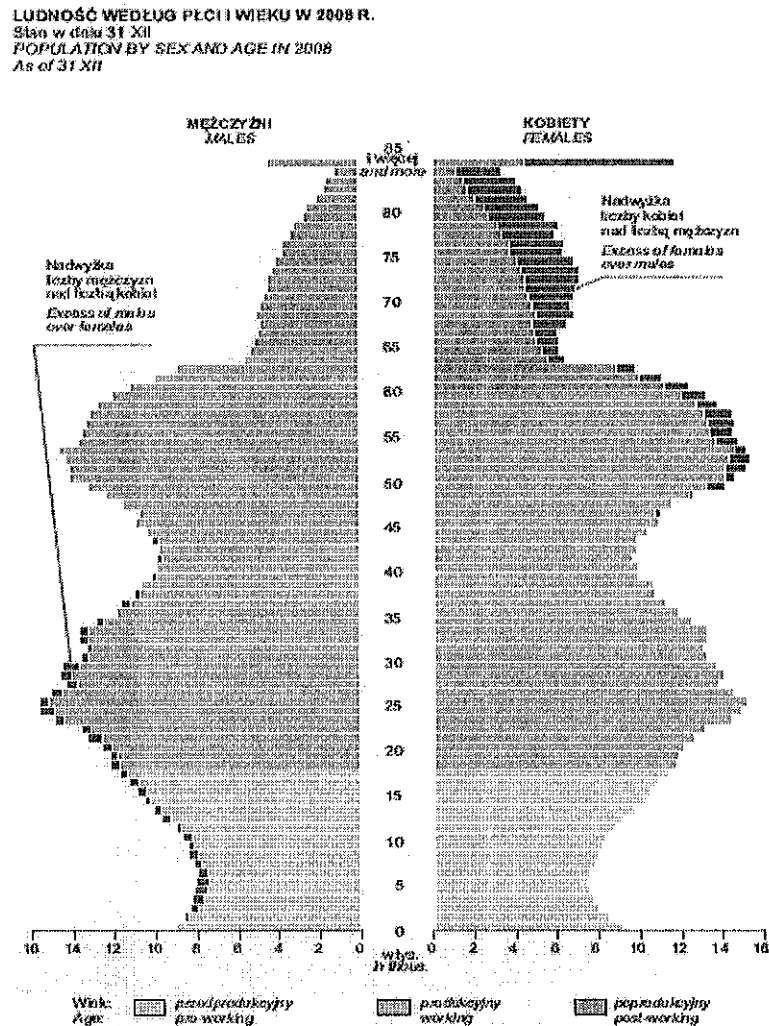 LUDNOŚĆ WEDŁUG PŁCI I WIEKU W 2008 R.
Stan w dniu 31 XII
POPULATION BY SEX AND AGE IN 2008
As of 31 XII
MĘŻCZYŹNI
MALES
KOBIETY
FEMALES
85
i więcej
and more
80
75
70
65
60
55
50
45
40
35
30
25
20
15
10
5
0
Nadwyżka
liczby kobiet
nad liczbą mężczyzn
Excess of females
over males
Nadwyżka
liczby mężczyzn
nad liczbą kobiet
Excess of males
over females
16 14 12 10 8 6 4 2 0
0 2 4 6 8 10 12 14 16
w tys.
in thous.
Wiek: przedprodukcyjny produkcyjny poprodukcyjny
Age: pre-working working post-working